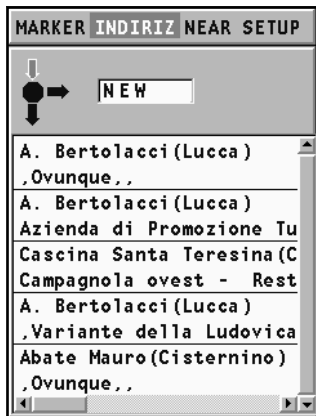 MARKER INDIRIZ NEAR SETUP
NEW
A. Bertolacci(Lucca)
,Ovunque,,
A. Bertolacci(Lucca)
Azienda di Promozione Tu
Cascina Santa Teresina(C
Campagnola ovest - Rest
A. Bertolacci(Lucca)
,Variante della Ludovica
Abate Mauro(Cisternino)
,Ovunque,,